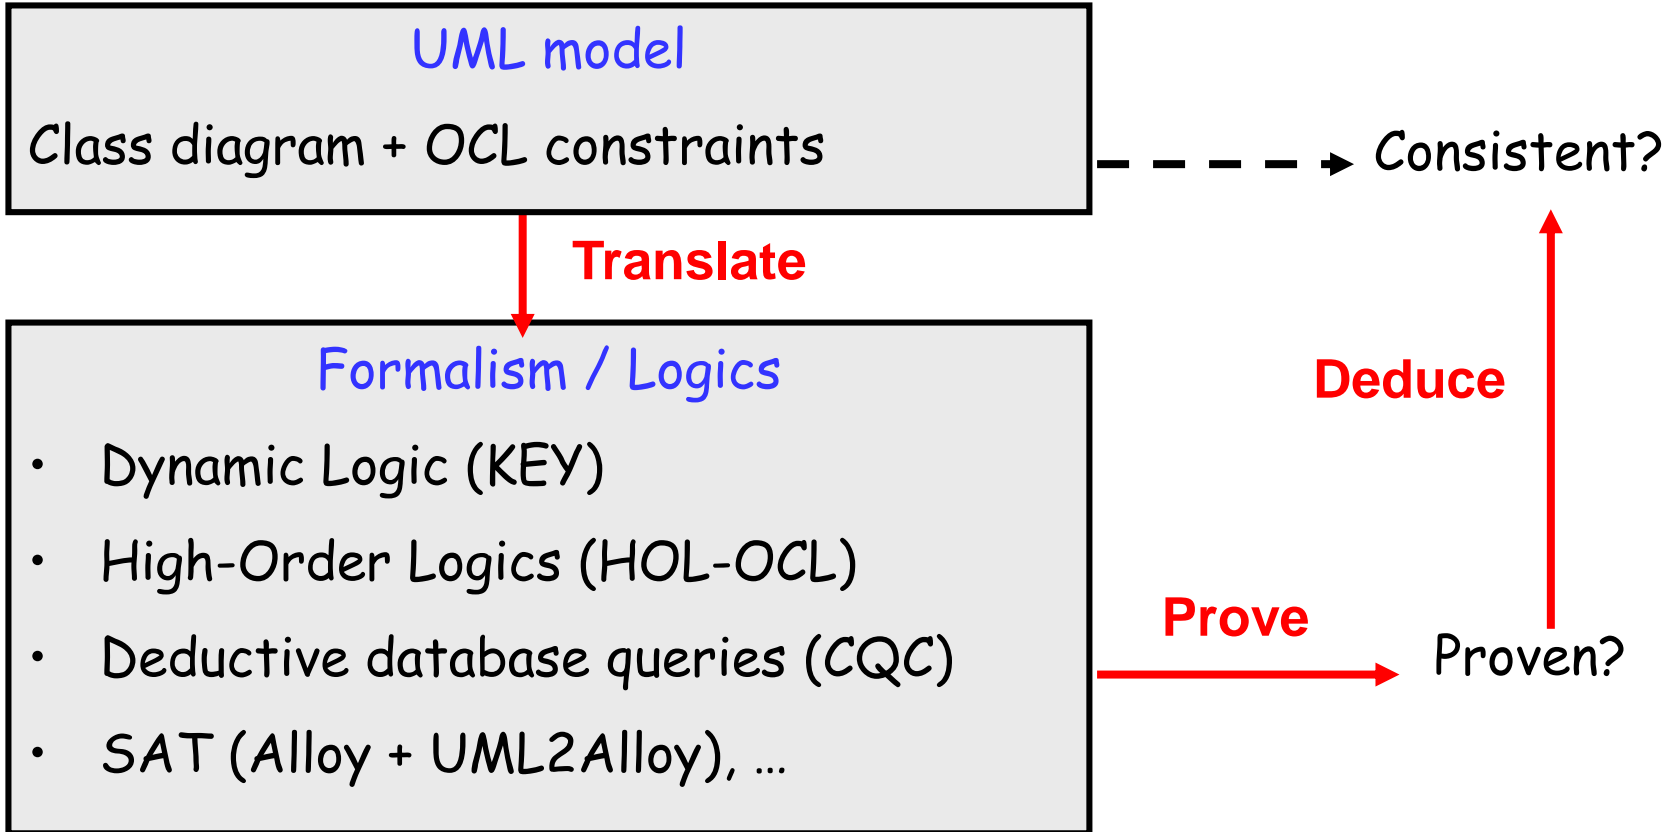 UML model
Class diagram + OCL constraints
Consistent?
Translate
Formalism / Logics
Deduce
• Dynamic Logic (KEY)
• High-Order Logics (HOL-OCL)
Prove
• Deductive database queries (CQC)
Proven?
• SAT (Alloy + UML2Alloy), …